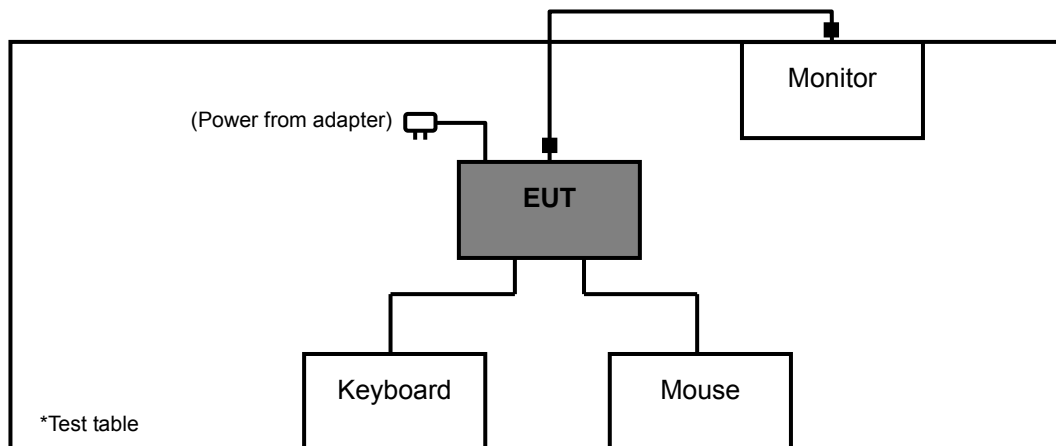 Monitor
(Power from adapter)
EUT
Keyboard
Mouse
*Test table